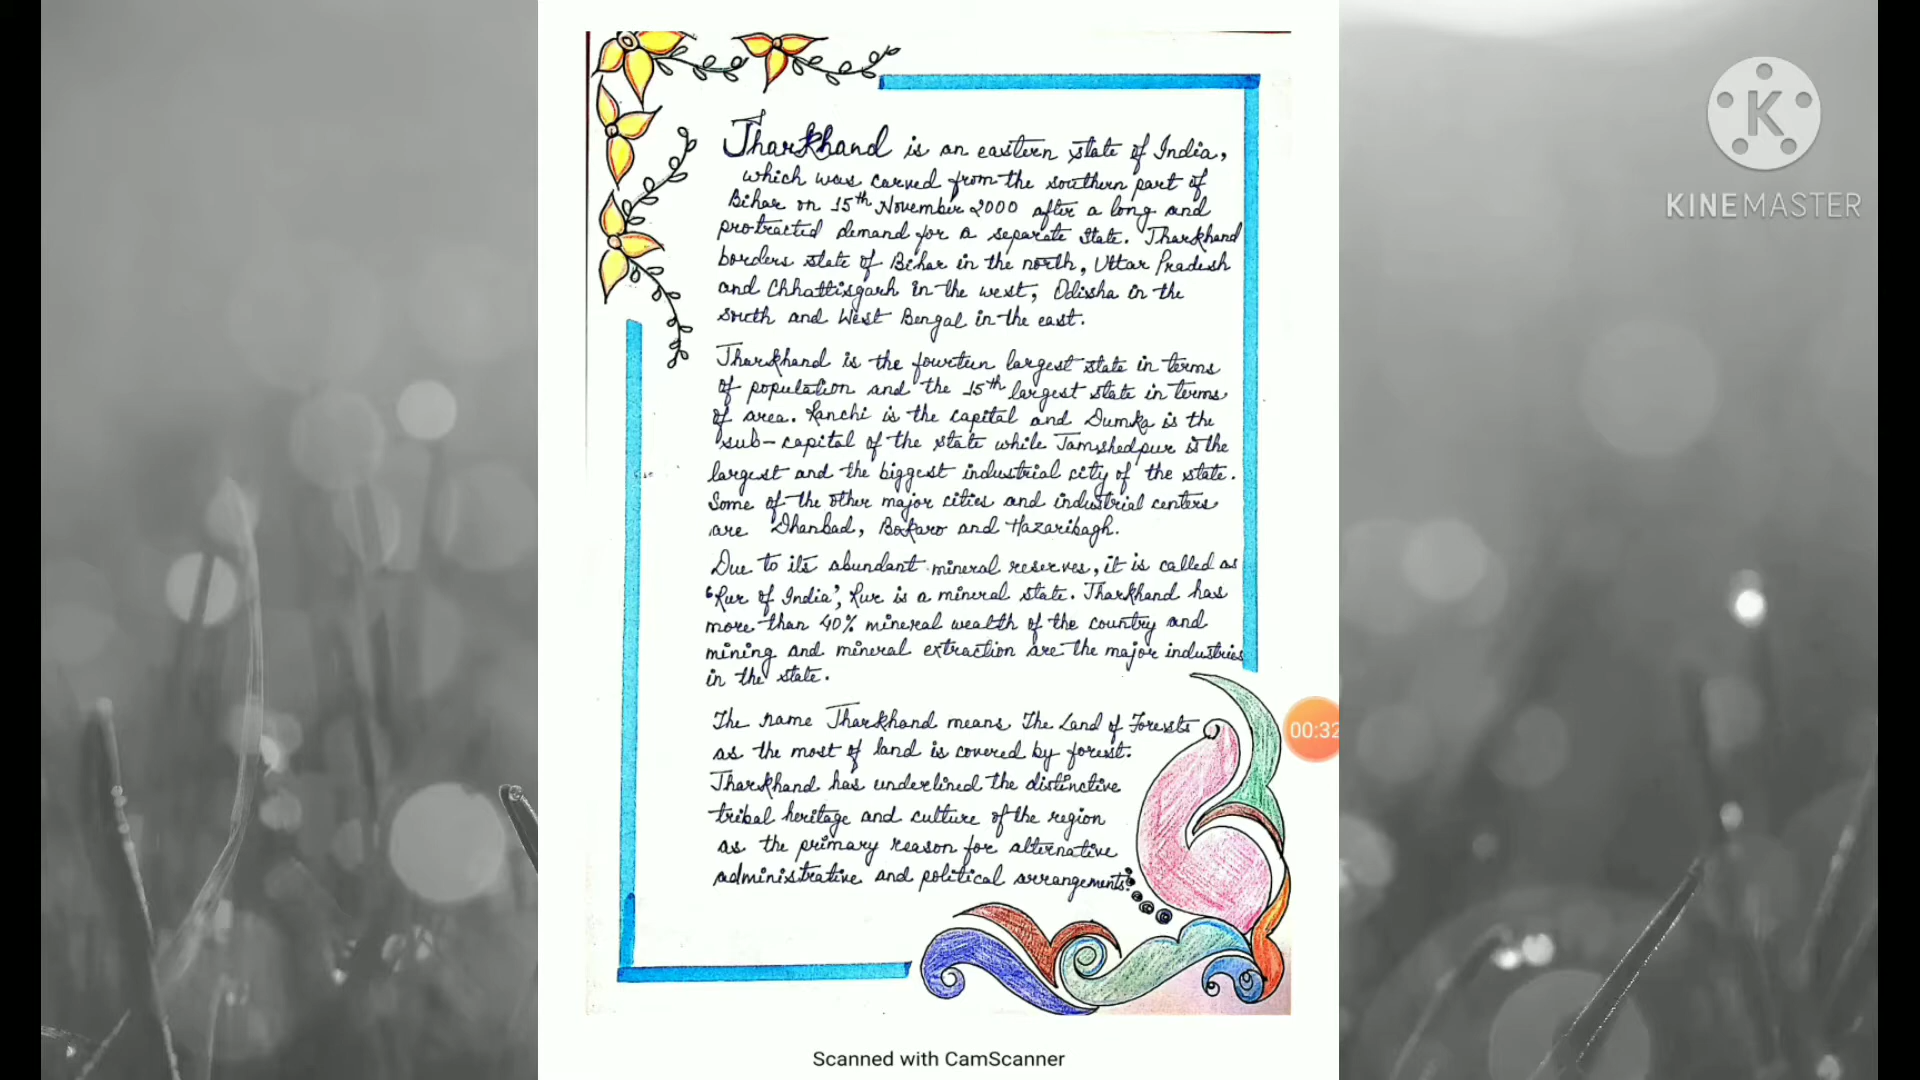 Jharkhand is an eastern state of India,
which was carved from the southern part of
Bihar on 15th November 2000 after a long and
protracted demand for a separate State. Jharkhand
borders state of Bihar in the north, Uttar Pradesh
and Chhattisgarh in the west, Odisha in the
south and West Bengal in the east.
Jharkhand is the fourteen largest state in terms
of population and the 15th largest state in terms
of area. Ranchi is the capital and Dumka is the
sub-capital of the state while Jamshedpur is the
largest and the biggest industrial city of the state.
Some of the other major cities and industrial centers
are Dhanbad, Bokaro and Hazaribagh.
Due to its abundant mineral reserves, it is called as
'Rur of India', Rur is a mineral state. Jharkhand has
more than 40% mineral wealth of the country and
mining and mineral extraction are the major industries
in the state.
The name Jharkhand means The Land of Forests
as the most of land is covered by forest.
Jharkhand has underlined the distinctive
tribal heritage and culture of the region
as the primary reason for alternative
administrative and political arrangements.
Scanned with CamScanner
K
KINEMASTER
00:32